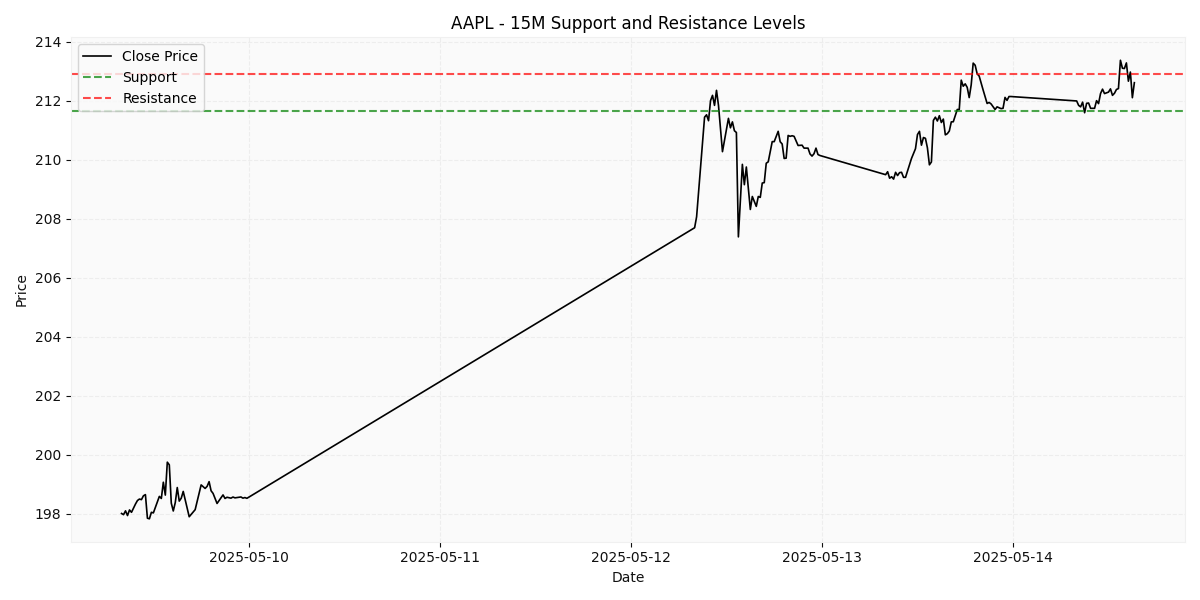 AAPL - 15M Support and Resistance Levels
Close Price
Support
Resistance
Price
214
212
210
208
206
204
202
200
198
2025-05-10
2025-05-11
2025-05-12
2025-05-13
2025-05-14
Date